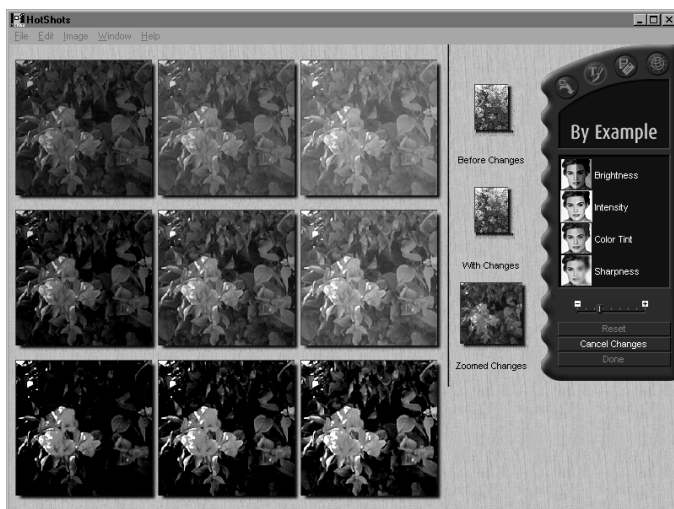 HotShots
File Edit Image Window Help
Before Changes
With Changes
Zoomed Changes
By Example
Brightness
Intensity
Color Tint
Sharpness
Reset
Cancel Changes
Done